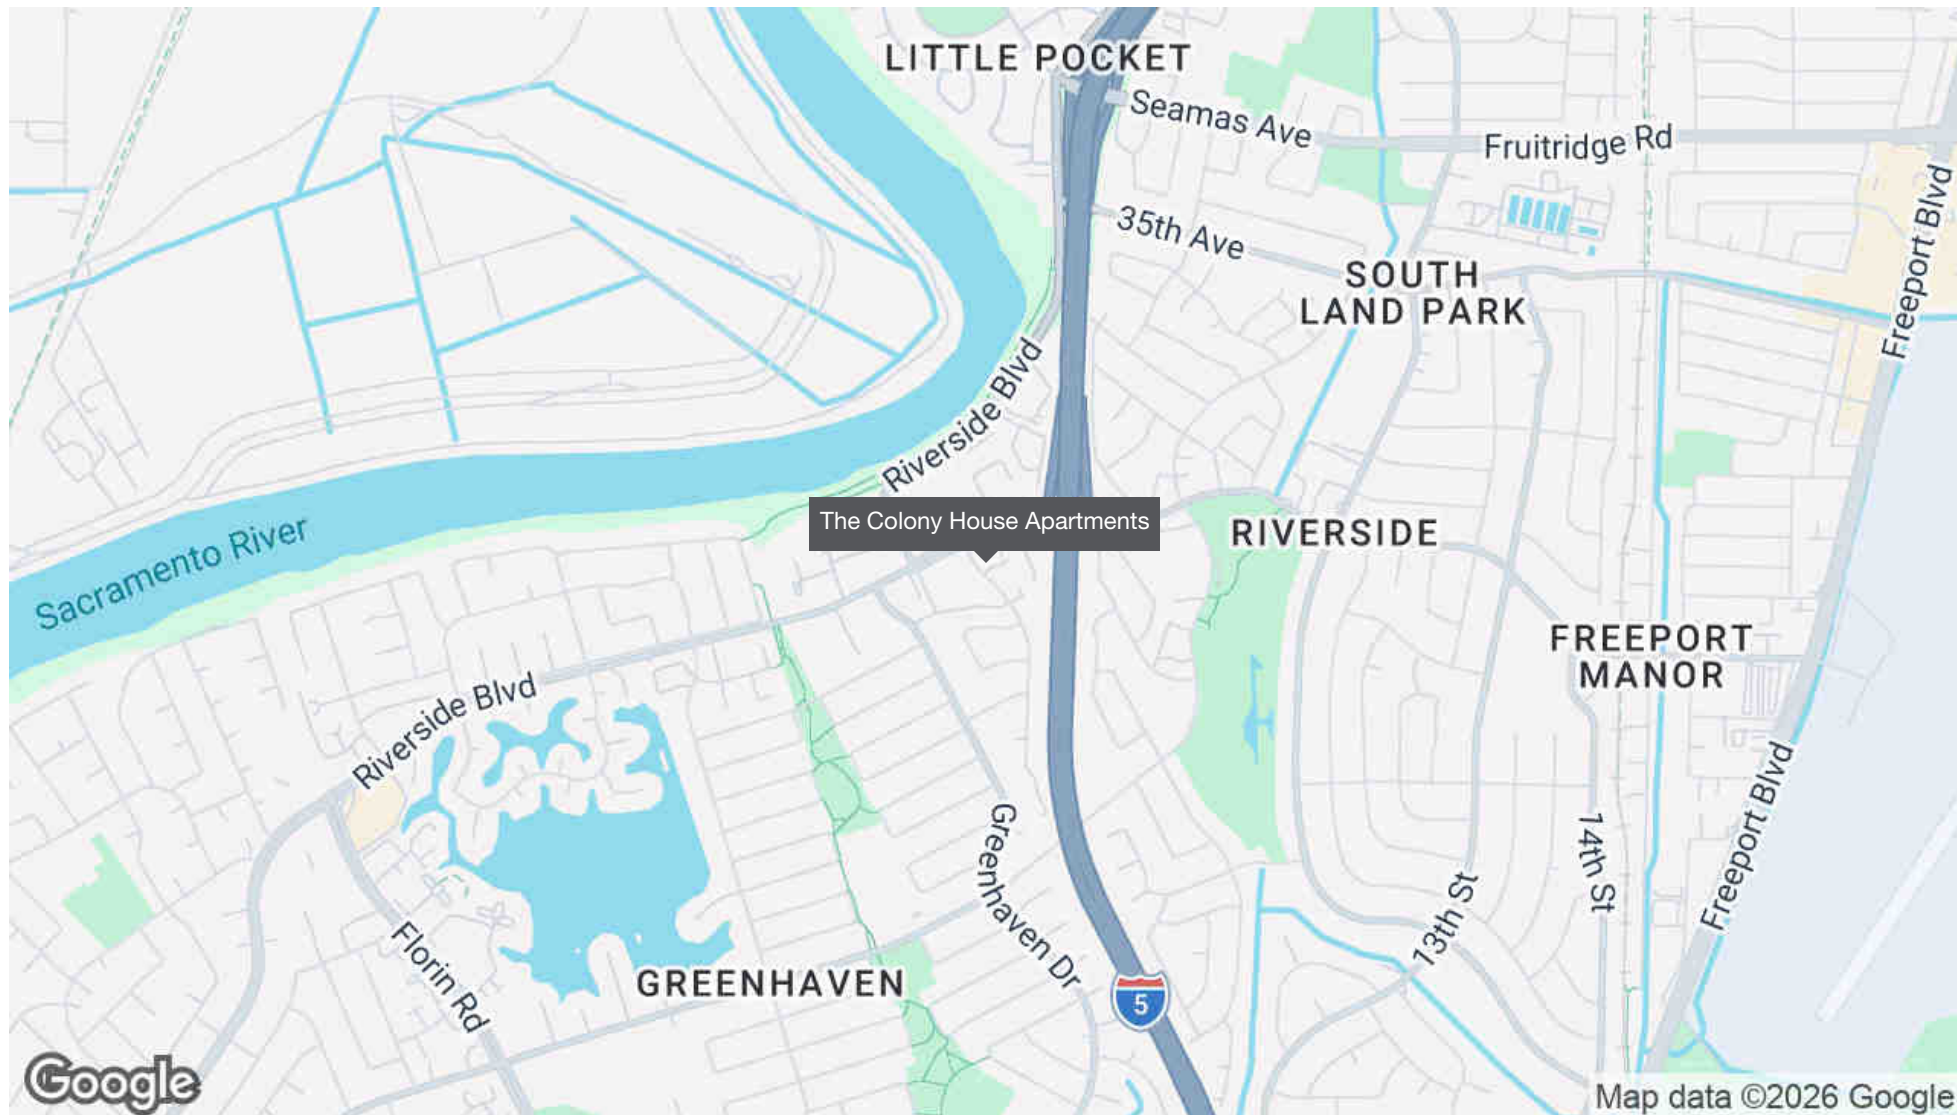 LITTLE POCKET
Seamas Ave
Fruitridge Rd
Freeport Blvd
35th Ave
SOUTH
LAND PARK
Riverside Blvd
The Colony House Apartments
RIVERSIDE
Sacramento River
FREEPORT
MANOR
Riverside Blvd
Freeport Blvd
Greenhaven Dr
14th St
13th St
Florin Rd
GREENHAVEN
5
Google
Map data ©2026 Google